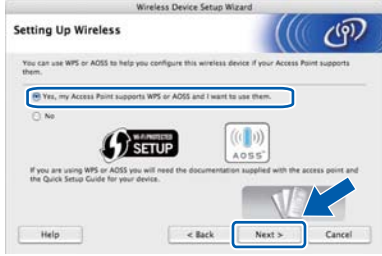 Wireless Device Setup Wizard
Setting Up Wireless
You can use WPS or AOSS to help you configure this wireless device if your Access Point supports
them.
Yes, my Access Point supports WPS or AOSS and I want to use them.
No
WI-FI PROTECTED
SETUP
AOSS
If you are using WPS or AOSS you will need the documentation supplied with the access point and
the Quick Setup Guide for your device.
Help
< Back
Next >
Cancel